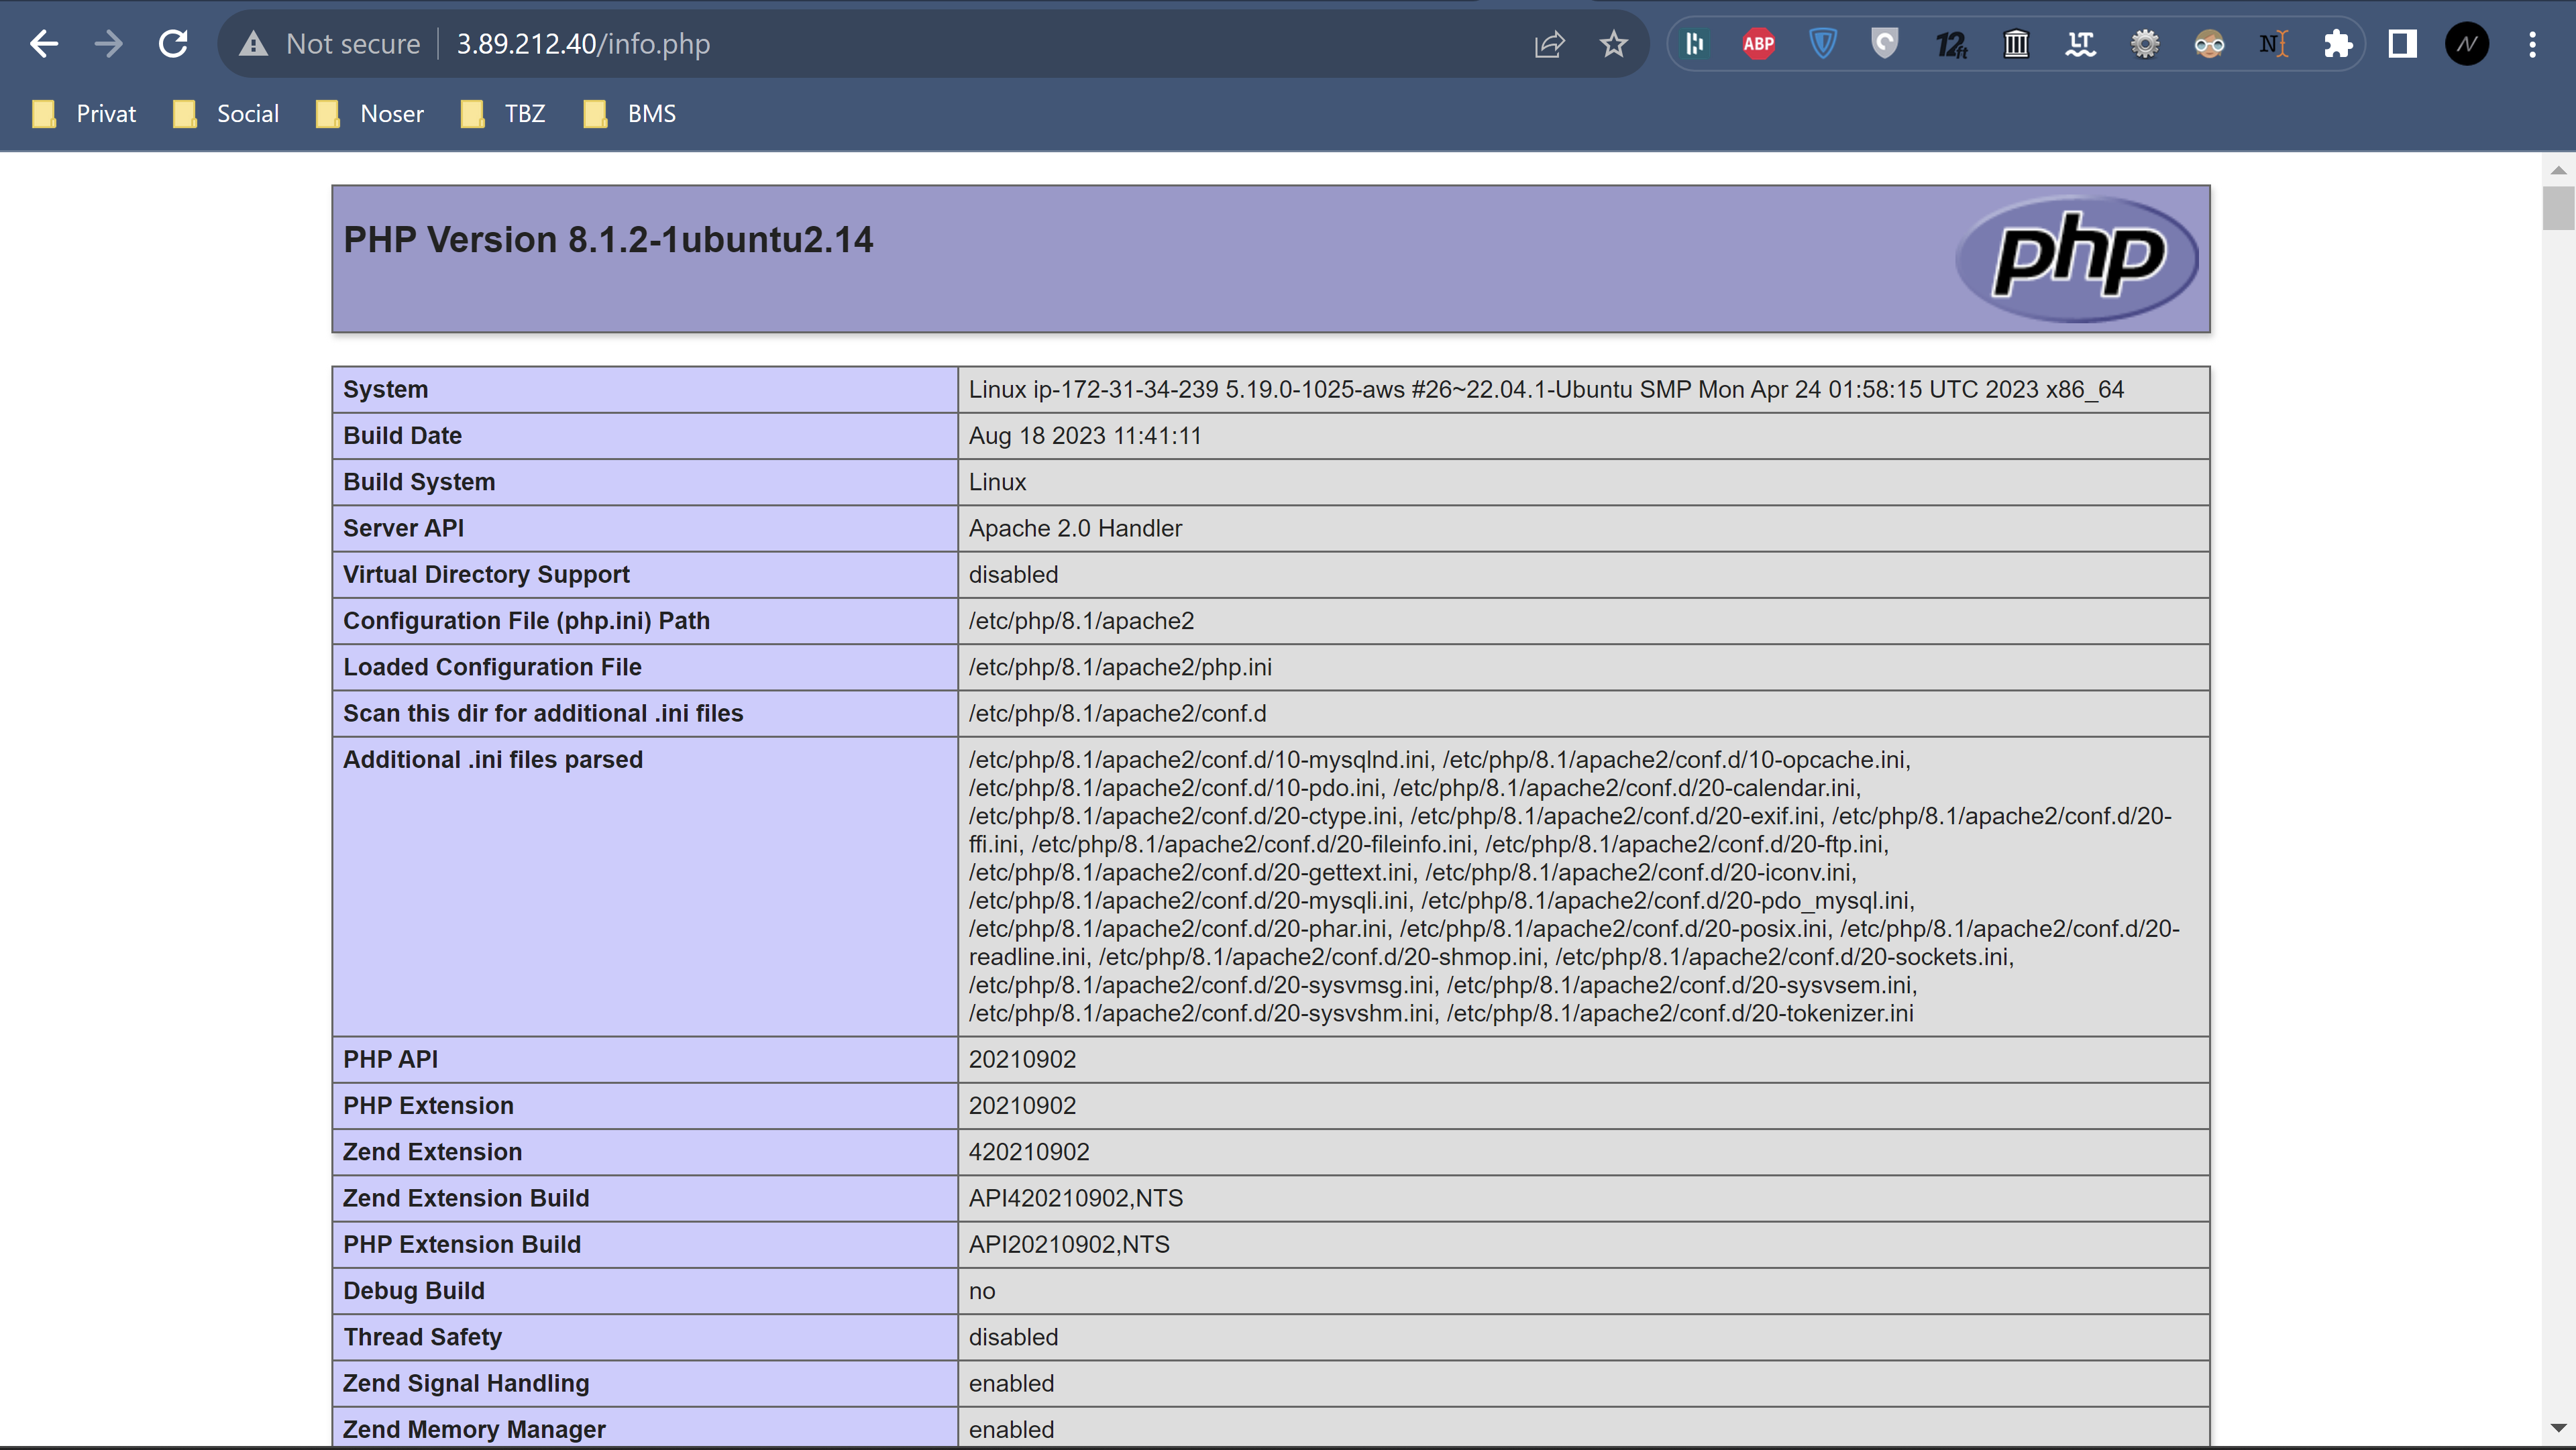 Not secure 3.89.212.40/info.php
ABP 12ft LT N
Privat Social Noser TBZ BMS
PHP Version 8.1.2-1ubuntu2.14
php
System Linux ip-172-31-34-239 5.19.0-1025-aws #26~22.04.1-Ubuntu SMP Mon Apr 24 01:58:15 UTC 2023 x86_64
Build Date Aug 18 2023 11:41:11
Build System Linux
Server API Apache 2.0 Handler
Virtual Directory Support disabled
Configuration File (php.ini) Path /etc/php/8.1/apache2
Loaded Configuration File /etc/php/8.1/apache2/php.ini
Scan this dir for additional .ini files /etc/php/8.1/apache2/conf.d
Additional .ini files parsed /etc/php/8.1/apache2/conf.d/10-mysqlnd.ini, /etc/php/8.1/apache2/conf.d/10-opcache.ini,
/etc/php/8.1/apache2/conf.d/10-pdo.ini, /etc/php/8.1/apache2/conf.d/20-calendar.ini,
/etc/php/8.1/apache2/conf.d/20-ctype.ini, /etc/php/8.1/apache2/conf.d/20-exif.ini, /etc/php/8.1/apache2/conf.d/20-
ffi.ini, /etc/php/8.1/apache2/conf.d/20-fileinfo.ini, /etc/php/8.1/apache2/conf.d/20-ftp.ini,
/etc/php/8.1/apache2/conf.d/20-gettext.ini, /etc/php/8.1/apache2/conf.d/20-iconv.ini,
/etc/php/8.1/apache2/conf.d/20-mysqli.ini, /etc/php/8.1/apache2/conf.d/20-pdo_mysql.ini,
/etc/php/8.1/apache2/conf.d/20-phar.ini, /etc/php/8.1/apache2/conf.d/20-posix.ini, /etc/php/8.1/apache2/conf.d/20-
readline.ini, /etc/php/8.1/apache2/conf.d/20-shmop.ini, /etc/php/8.1/apache2/conf.d/20-sockets.ini,
/etc/php/8.1/apache2/conf.d/20-sysvmsg.ini, /etc/php/8.1/apache2/conf.d/20-sysvsem.ini,
/etc/php/8.1/apache2/conf.d/20-sysvshm.ini, /etc/php/8.1/apache2/conf.d/20-tokenizer.ini
PHP API 20210902
PHP Extension 20210902
Zend Extension 420210902
Zend Extension Build API420210902,NTS
PHP Extension Build API20210902,NTS
Debug Build no
Thread Safety disabled
Zend Signal Handling enabled
Zend Memory Manager enabled